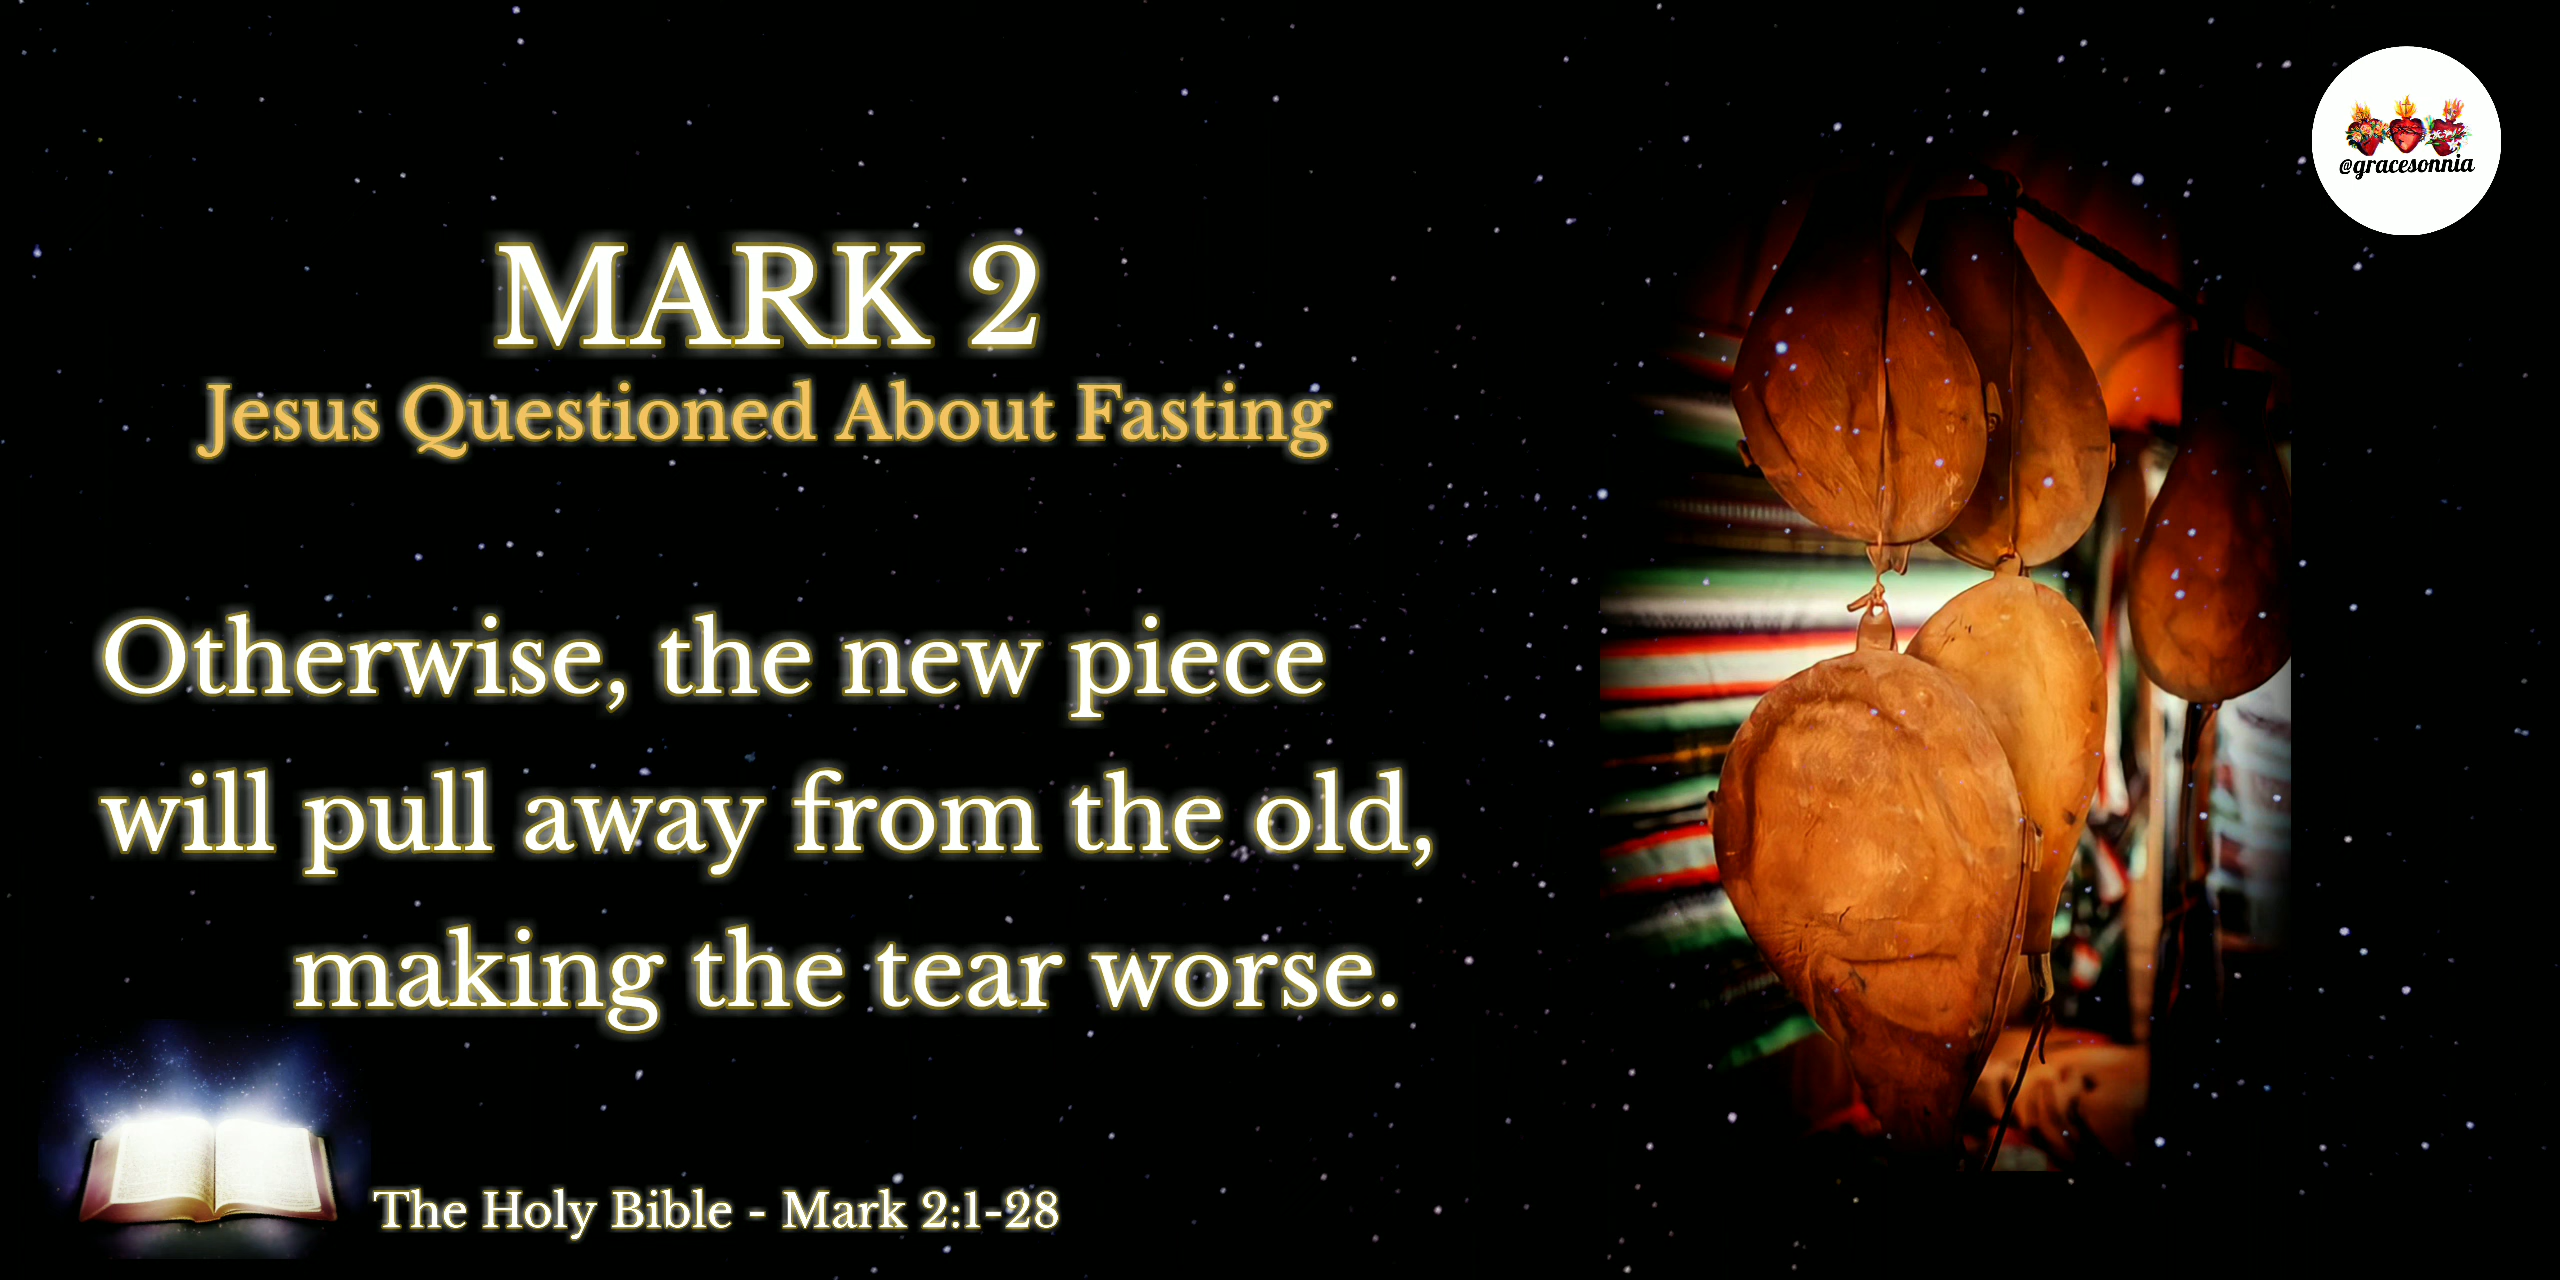 @gracesonnia
MARK 2
Jesus Questioned About Fasting
Otherwise, the new piece
will pull away from the old,
making the tear worse.
The Holy Bible - Mark 2:1-28